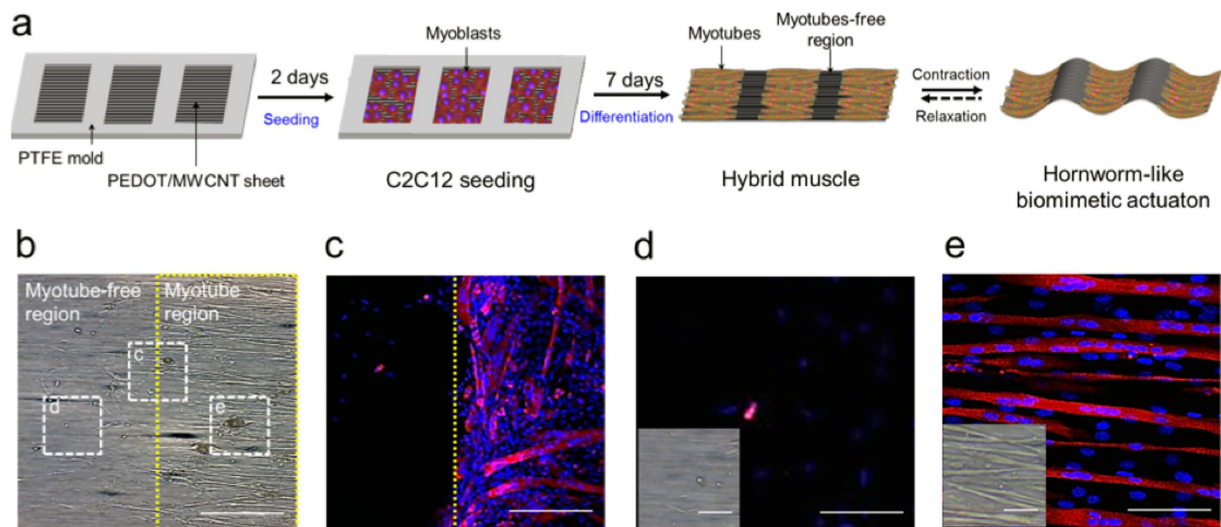 a
Myoblasts
Myotubes
Myotubes-free
region
2 days
Seeding
7 days
Differentiation
Contraction
Relaxation
PTFE mold
PEDOT/MWCNT sheet
C2C12 seeding
Hybrid muscle
Hornworm-like
biomimetic actuaton
b
c
d
e
Myotube-free
region
Myotube
region
c
d
e